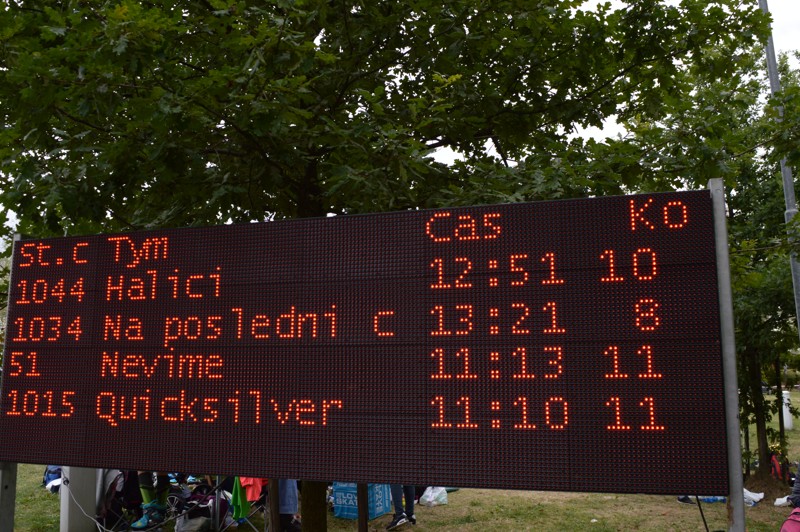 St.c Tym Cas Ko
1044 Halici 12:51 10
1034 Na posledni c 13:21 8
51 Nevime 11:13 11
1015 Quicksilver 11:10 11